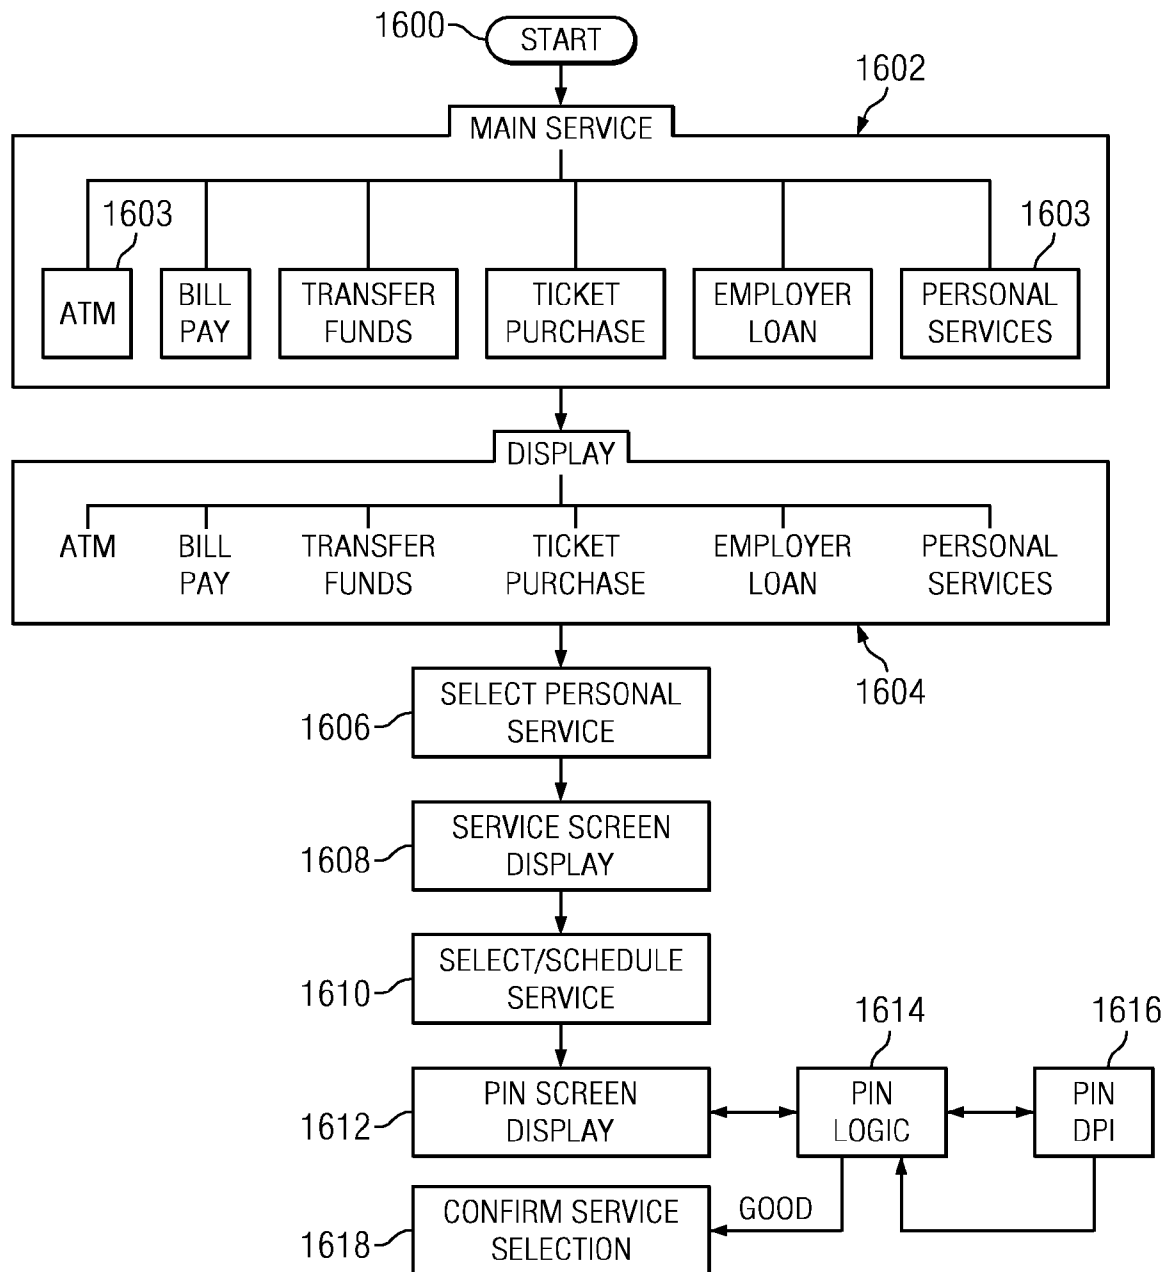 1600
START
1602
MAIN SERVICE
1603
1603
ATM
BILL
PAY
TRANSFER
FUNDS
TICKET
PURCHASE
EMPLOYER
LOAN
PERSONAL
SERVICES
DISPLAY
ATM
BILL
PAY
TRANSFER
FUNDS
TICKET
PURCHASE
EMPLOYER
LOAN
PERSONAL
SERVICES
1604
1606
SELECT PERSONAL
SERVICE
1608
SERVICE SCREEN
DISPLAY
1610
SELECT/SCHEDULE
SERVICE
1612
PIN SCREEN
DISPLAY
1614
PIN
LOGIC
1616
PIN
DPI
GOOD
1618
CONFIRM SERVICE
SELECTION